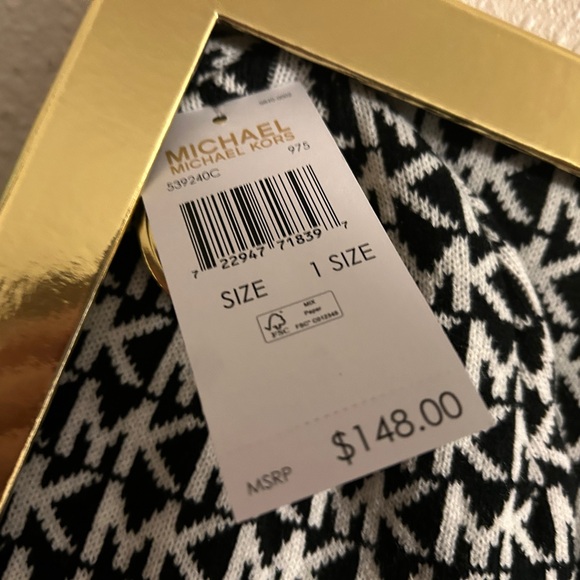 MICHAEL
MICHAEL KORS
539240C 975
7 22947 71839 7
SIZE 1 SIZE
FSC
MIX
Paper
MSRP $148.00